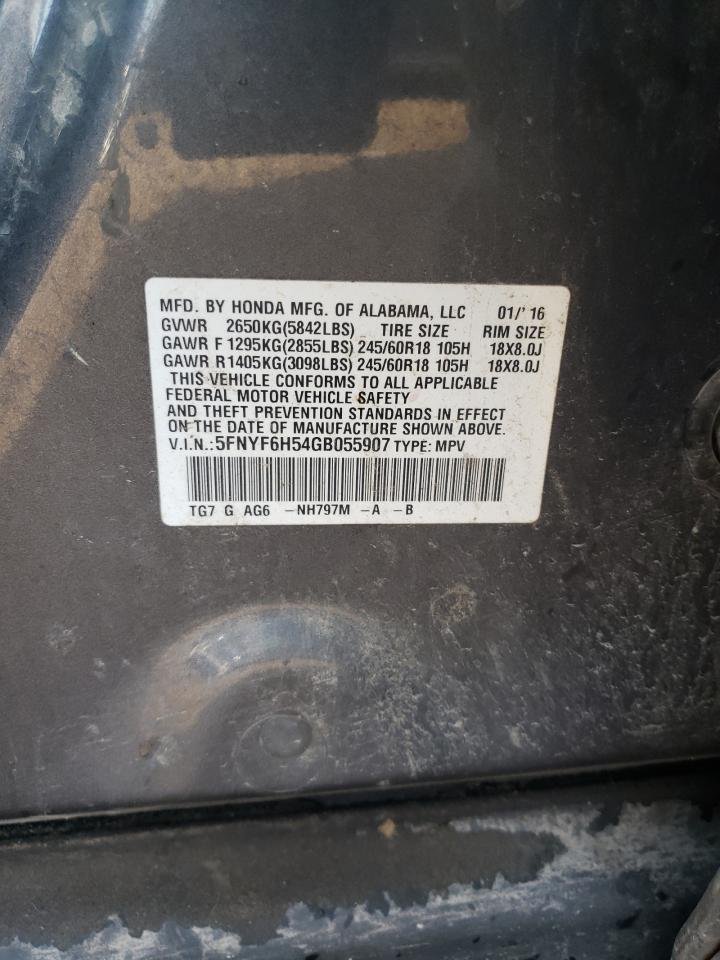 MFD. BY HONDA MFG. OF ALABAMA, LLC 01/'16
GVWR 2650KG(5842LBS) TIRE SIZE RIM SIZE
GAWR F 1295KG(2855LBS) 245/60R18 105H 18X8.0J
GAWR R1405KG(3098LBS) 245/60R18 105H 18X8.0J
THIS VEHICLE CONFORMS TO ALL APPLICABLE
FEDERAL MOTOR VEHICLE SAFETY
AND THEFT PREVENTION STANDARDS IN EFFECT
ON THE DATE OF MANUFACTURE SHOWN ABOVE.
V.I.N.:5FNYF6H54GB055907 TYPE: MPV
TG7 G AG6 -NH797M -A -B